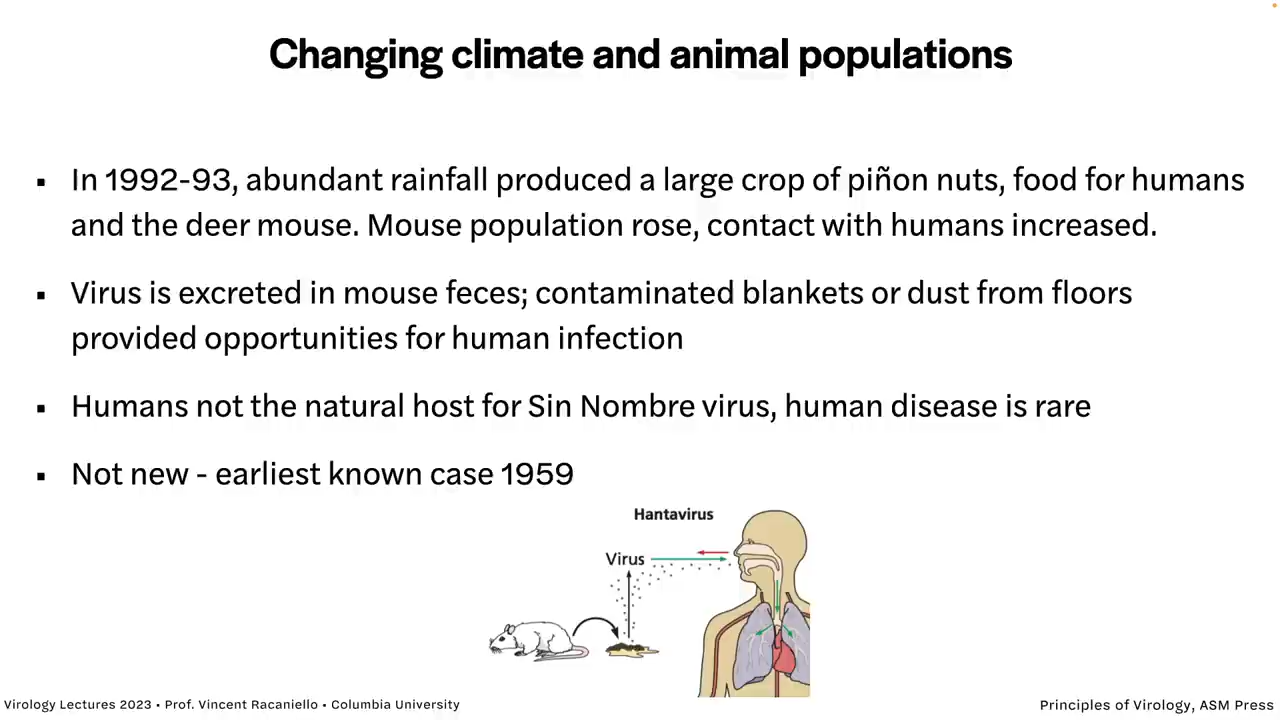 Changing climate and animal populations
▪ In 1992-93, abundant rainfall produced a large crop of piñon nuts, food for humans
and the deer mouse. Mouse population rose, contact with humans increased.
▪ Virus is excreted in mouse feces; contaminated blankets or dust from floors
provided opportunities for human infection
▪ Humans not the natural host for Sin Nombre virus, human disease is rare
▪ Not new - earliest known case 1959
Hantavirus
Virus
Virology Lectures 2023 • Prof. Vincent Racaniello • Columbia University
Principles of Virology, ASM Press